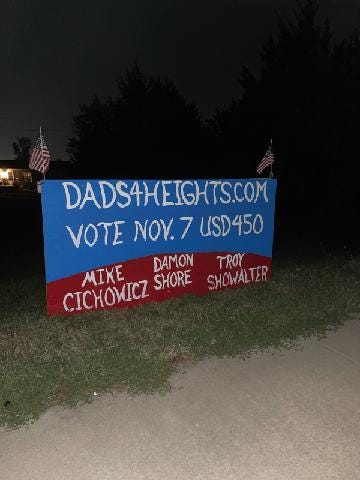 DADS4HEIGHTS.COM
VOTE NOV. 7 USD450
MIKE CICHOWICZ
DAMON SHORE
TROY SHOWALTER